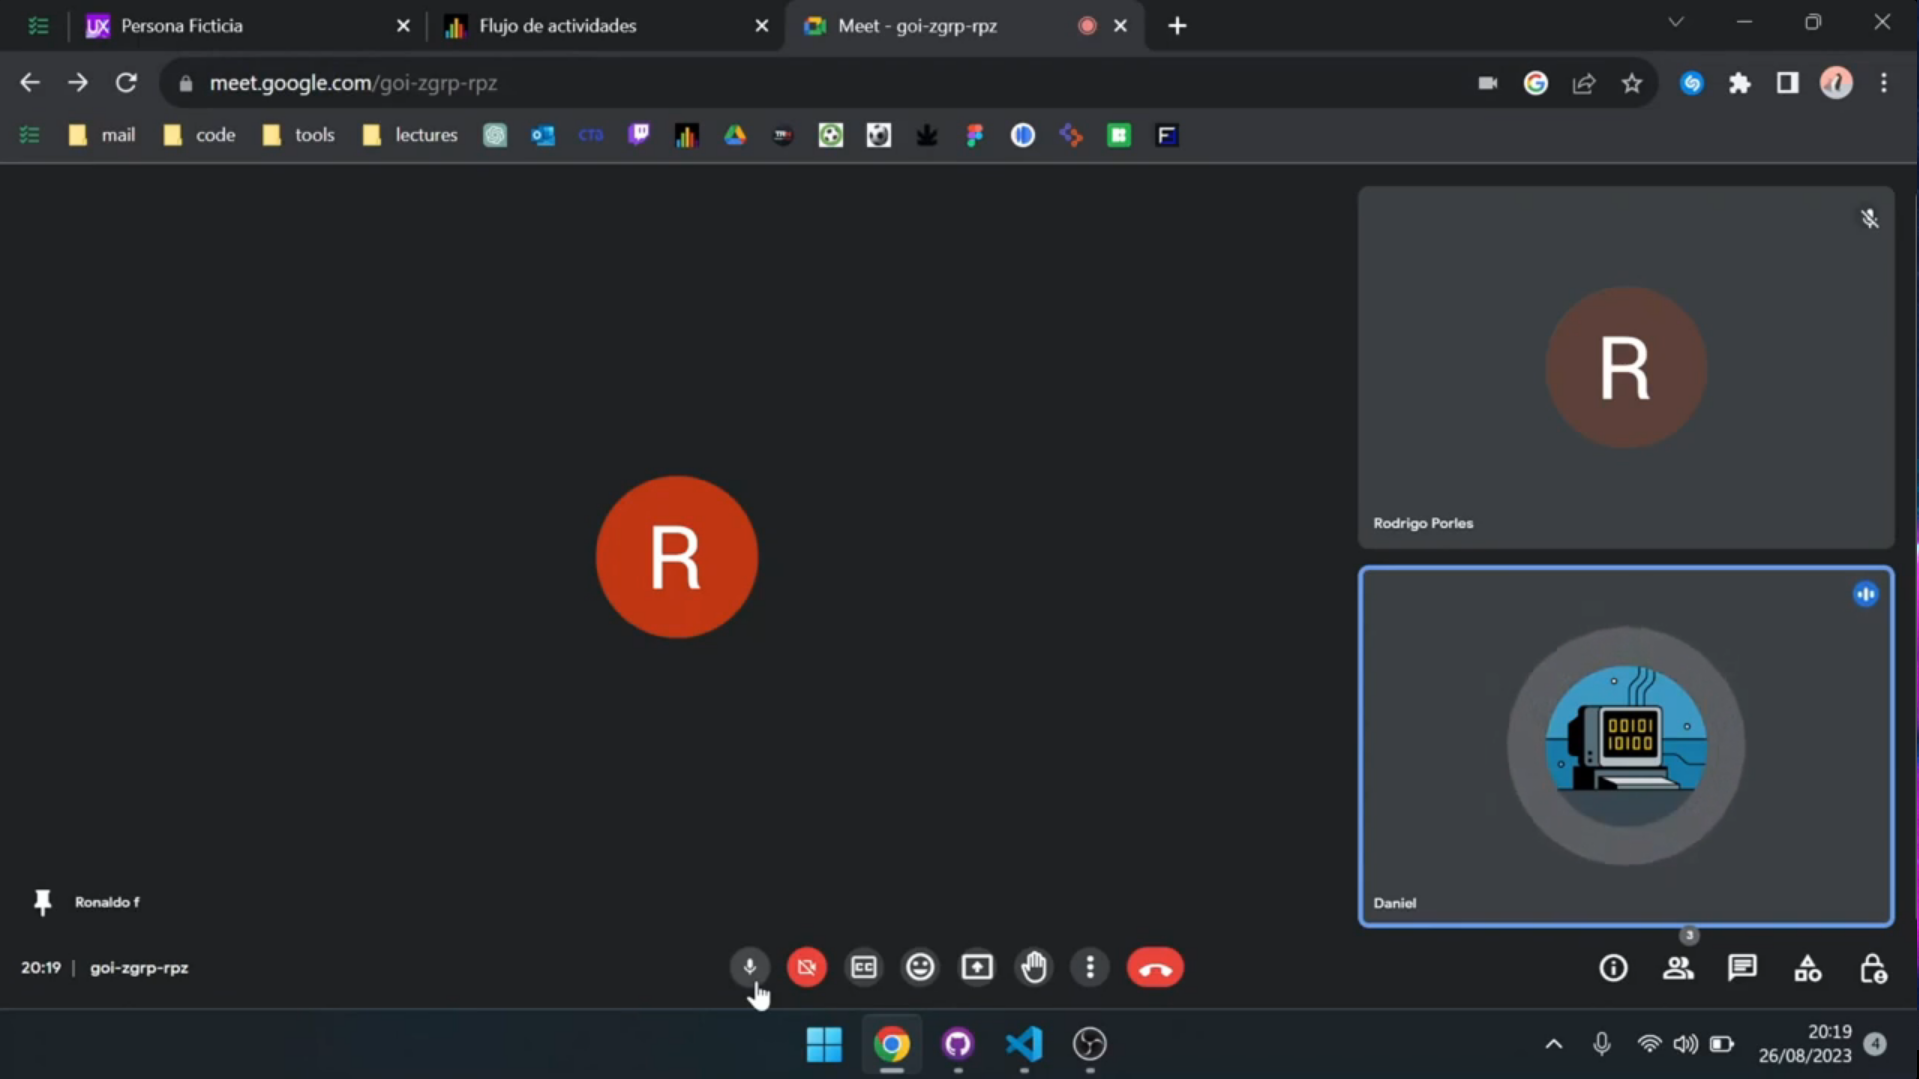 UX Persona Ficticia
Flujo de actividades
Meet - goi-zgrp-rpz
meet.google.com/goi-zgrp-rpz
mail
code
tools
lectures
CTA
R
R
Rodrigo Porles
00101
10100
Ronaldo f
Daniel
3
20:19 | goi-zgrp-rpz
CC
20:19
26/08/2023
4